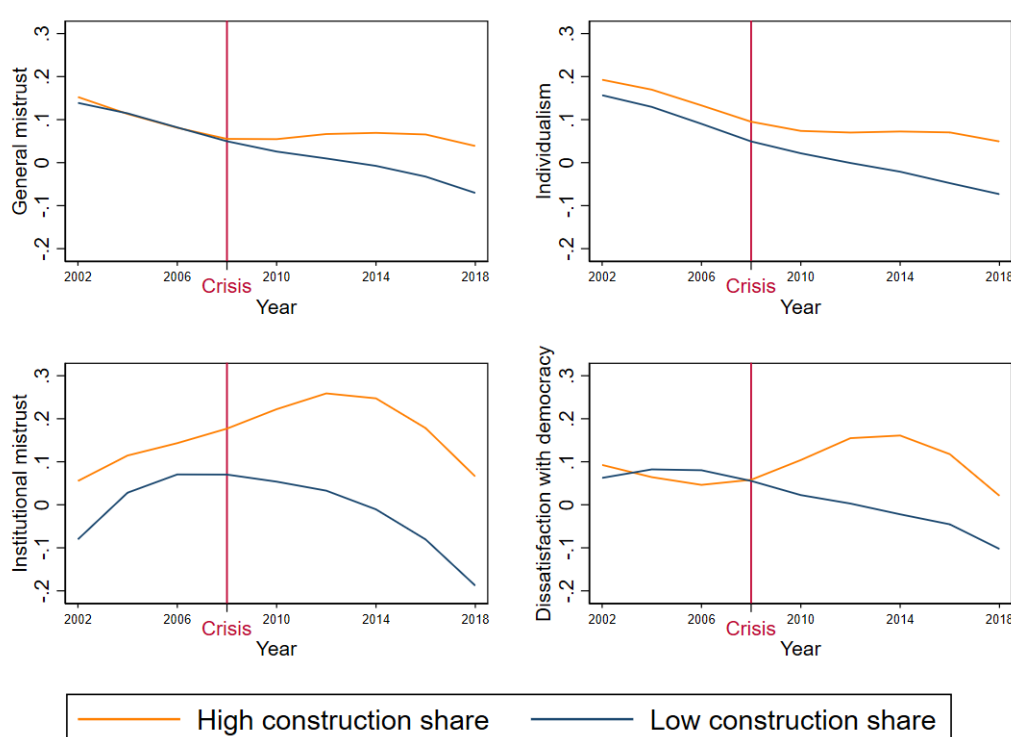 General mistrust
.3
.2
.1
0
-.1
-.2
2002 2006 2010 2014 2018
Crisis
Year
Individualism
.3
.2
.1
0
-.1
-.2
2002 2006 2010 2014 2018
Crisis
Year
Institutional mistrust
.3
.2
.1
0
-.1
-.2
2002 2006 2010 2014 2018
Crisis
Year
Dissatisfaction with democracy
.3
.2
.1
0
-.1
-.2
2002 2006 2010 2014 2018
Crisis
Year
High construction share Low construction share